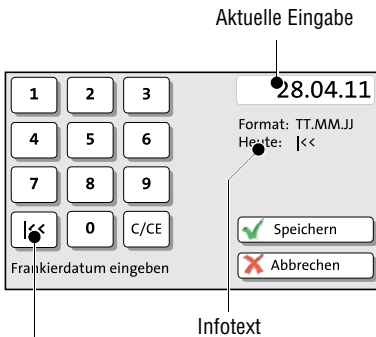 Aktuelle Eingabe
28.04.11
Format: TT.MM.JJ
Heute: |<<
1 2 3
4 5 6
7 8 9
|<< 0 C/CE
Speichern
Frankierdatum eingeben
Abbrechen
Infotext